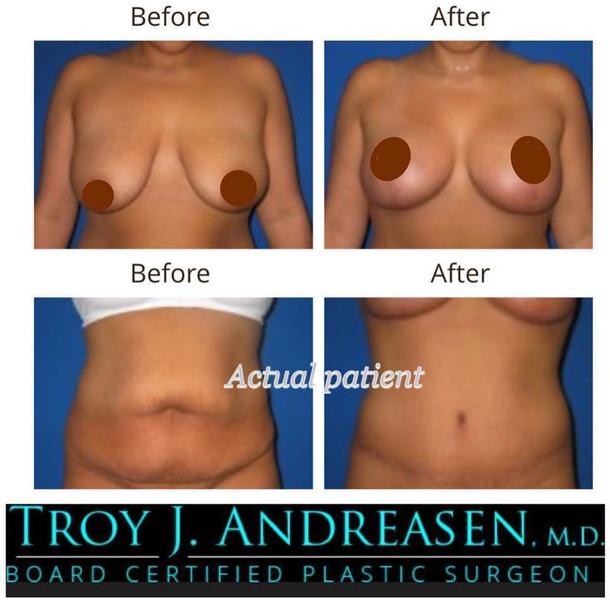 Before After
Before After
Actual patient
TROY J. ANDREASEN, M.D.
BOARD CERTIFIED PLASTIC SURGEON